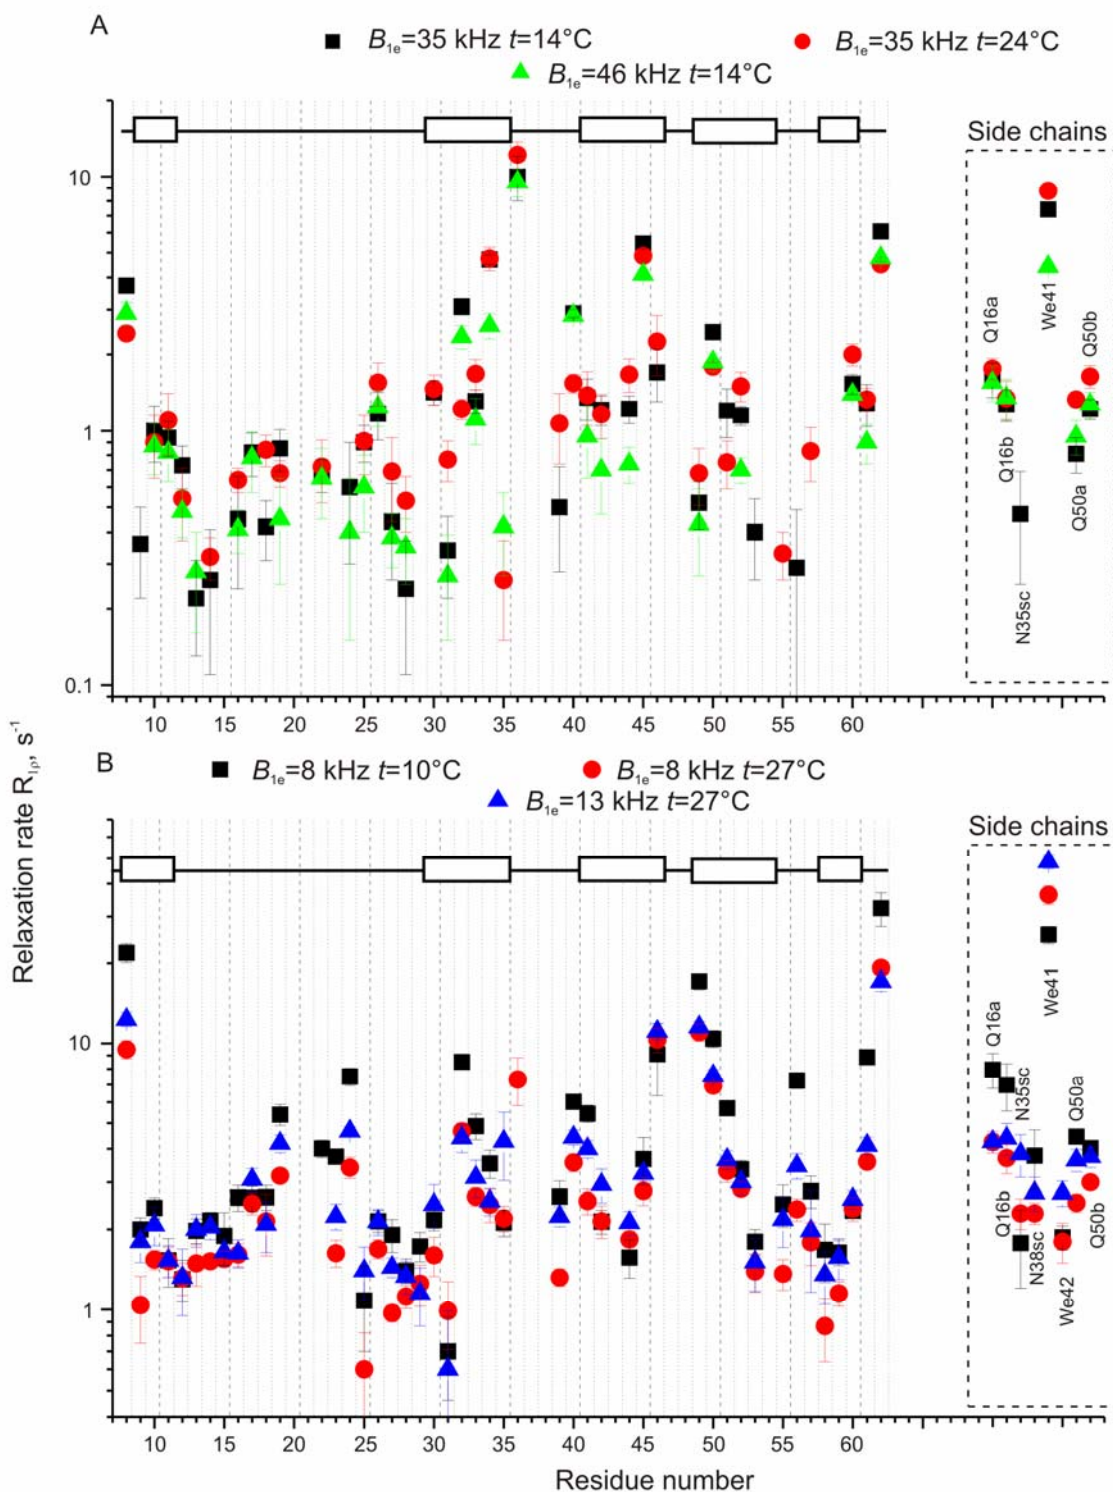 A
B1e=35 kHz t=14°C
B1e=35 kHz t=24°C
B1e=46 kHz t=14°C
Side chains
10
1
0.1
Q16a
We41
Q50b
Q16b
Q50a
N35sc
10 15 20 25 30 35 40 45 50 55 60
Relaxation rate R1ρ, s-1
B
B1e=8 kHz t=10°C
B1e=8 kHz t=27°C
B1e=13 kHz t=27°C
Side chains
10
1
Q16a
We41
N35sc
Q50a
Q16b
N38sc
We42
Q50b
10 15 20 25 30 35 40 45 50 55 60
Residue number